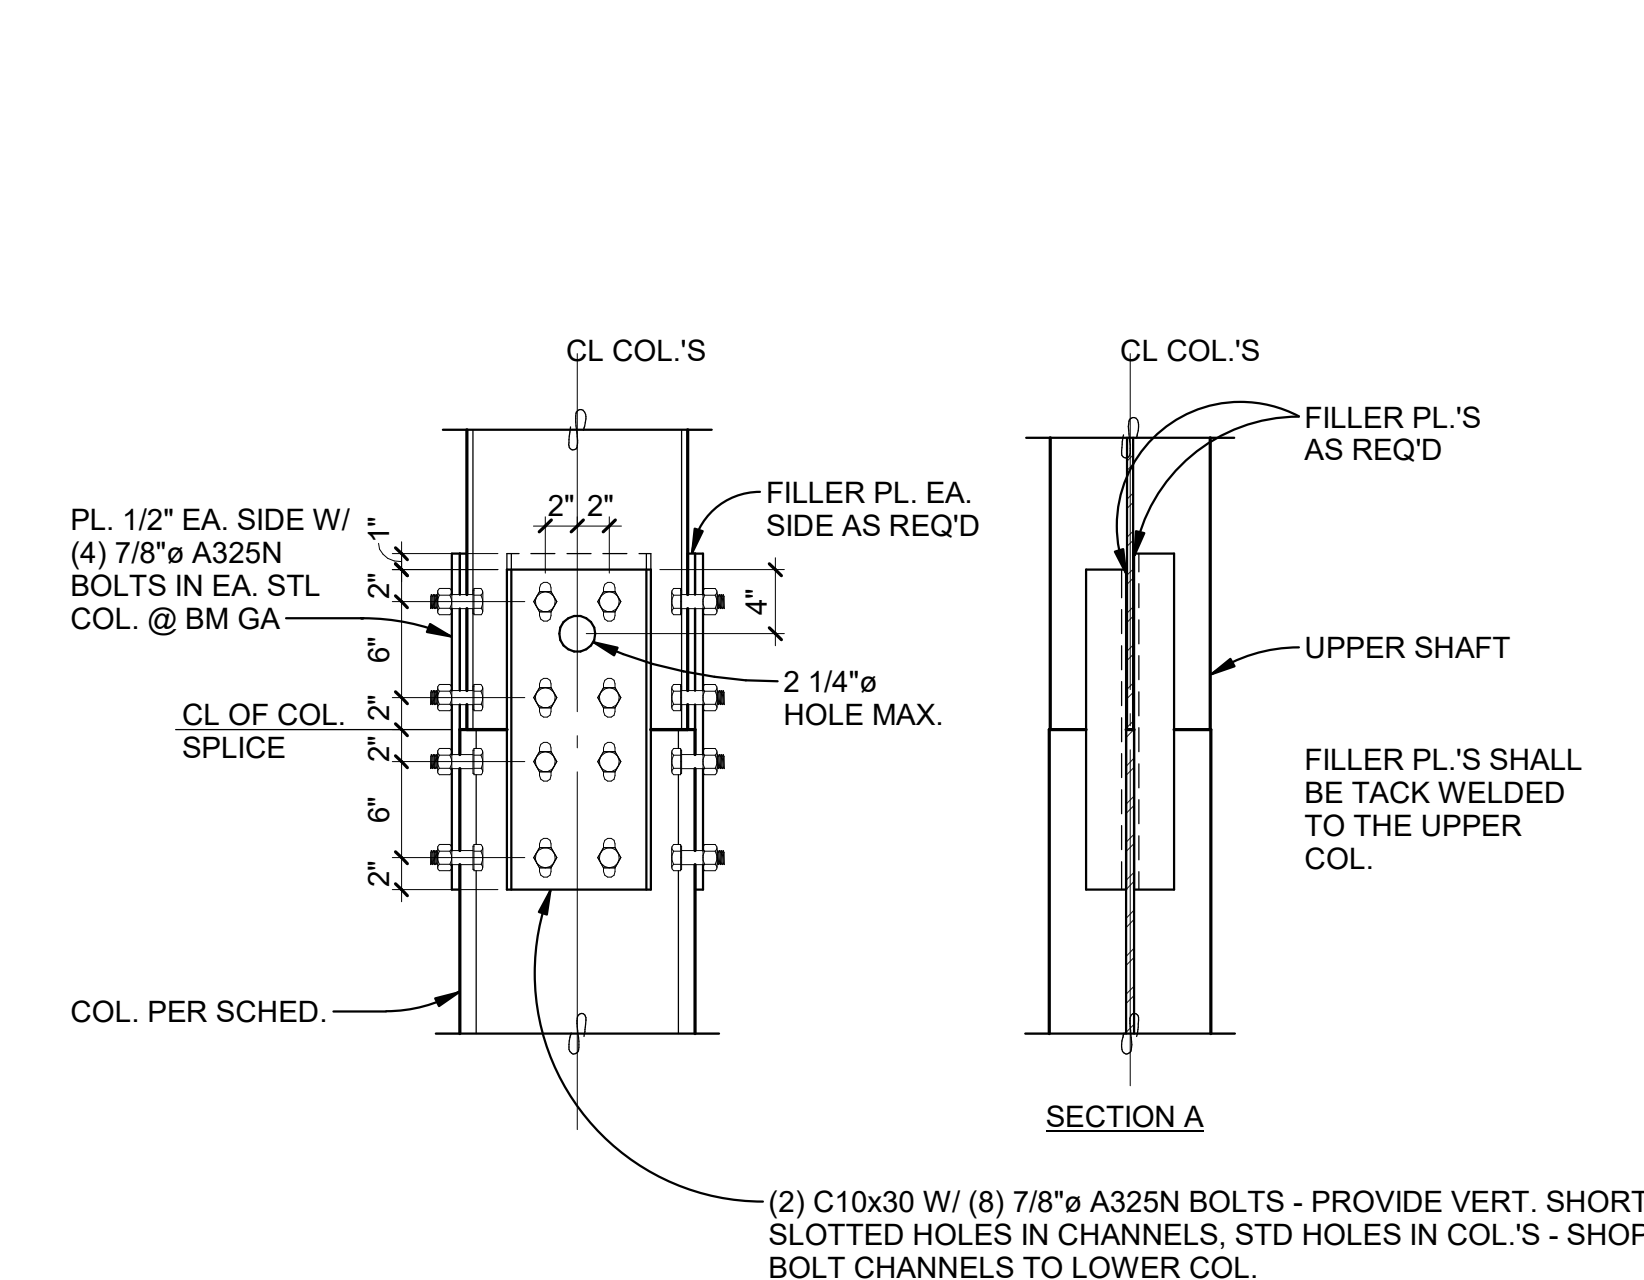 CL COL.'S
CL COL.'S
FILLER PL.'S
AS REQ'D
FILLER PL. EA.
SIDE AS REQ'D
2" 2"
PL. 1/2" EA. SIDE W/
(4) 7/8"ø A325N
BOLTS IN EA. STL
COL. @ BM GA
1"
2"
6"
2"
2"
6"
2"
4"
2 1/4"ø
HOLE MAX.
UPPER SHAFT
CL OF COL.
SPLICE
FILLER PL.'S SHALL
BE TACK WELDED
TO THE UPPER
COL.
COL. PER SCHED.
SECTION A
(2) C10x30 W/ (8) 7/8"ø A325N BOLTS - PROVIDE VERT. SHORT
SLOTTED HOLES IN CHANNELS, STD HOLES IN COL.'S - SHOP
BOLT CHANNELS TO LOWER COL.